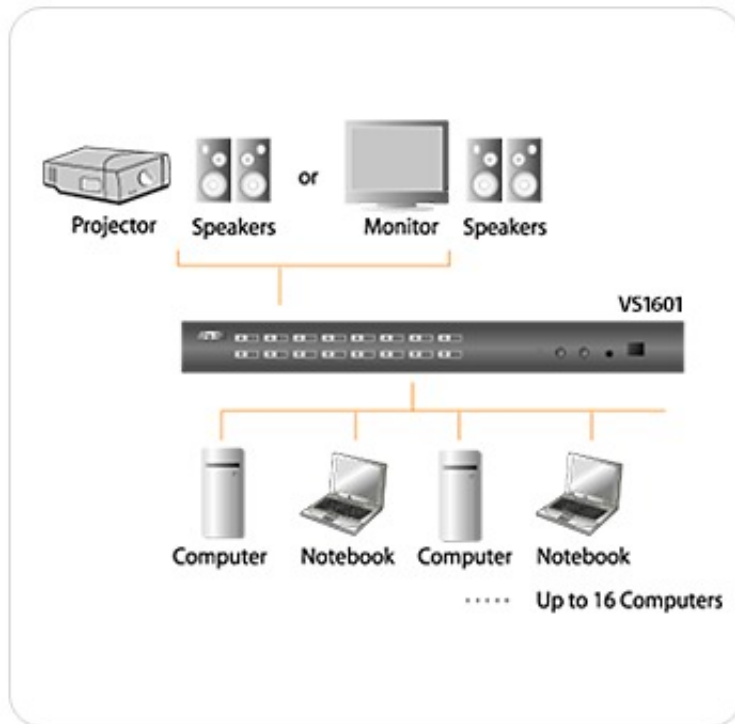 or
Projector Speakers Monitor Speakers
VS1601
Computer Notebook Computer Notebook
..... Up to 16 Computers